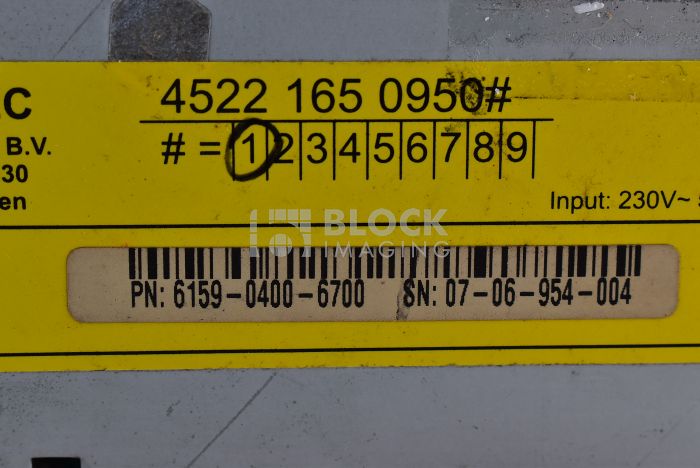 EC
4522 165 0950#
# = 1 2 3 4 5 6 7 8 9
B.V.
30
en
Input: 230V~
BLOCK
IMAGING
PN: 6159-0400-6700 SN: 07-06-954-004